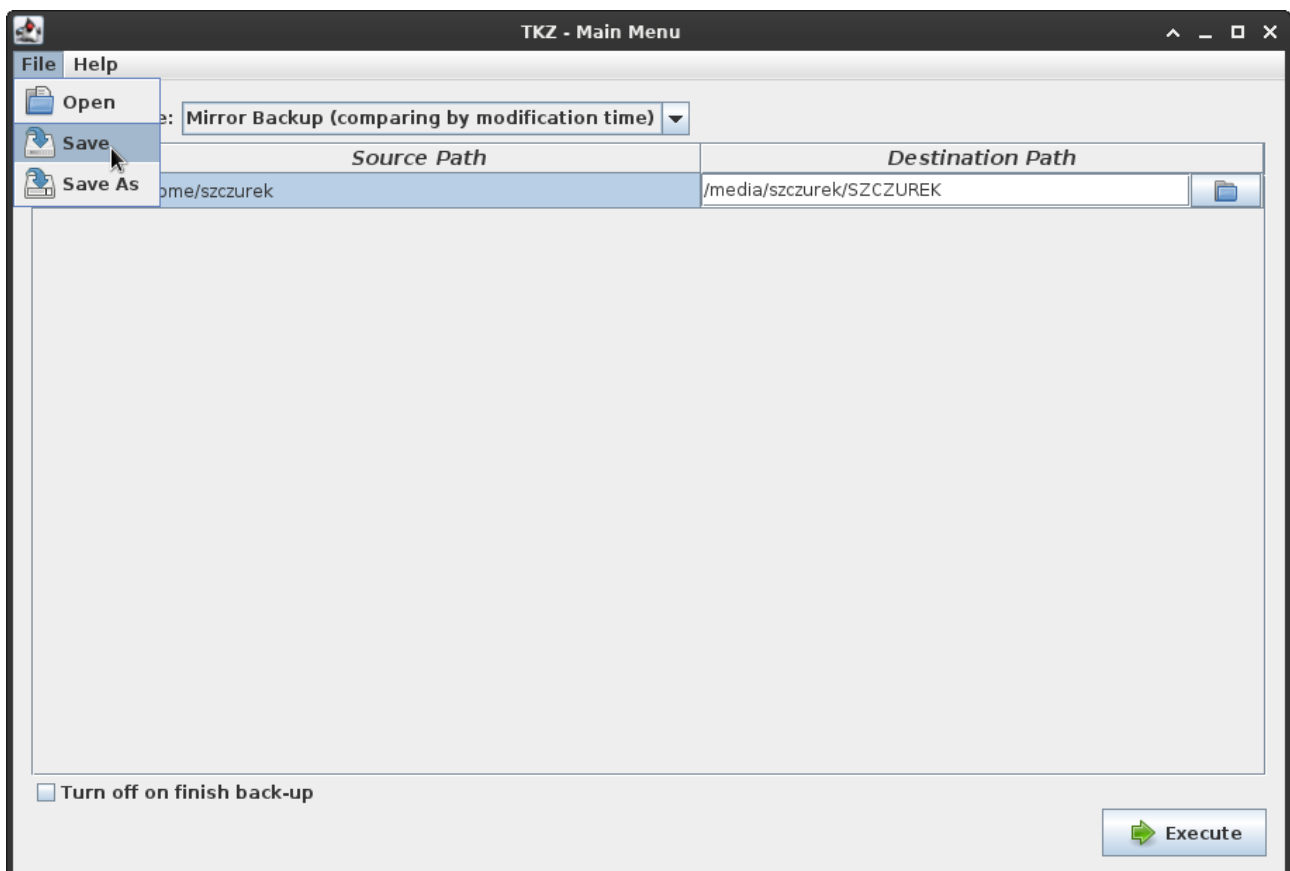 TKZ - Main Menu
File Help
Open
Save
Save As
e: Mirror Backup (comparing by modification time)
Source Path Destination Path
ome/szczurek /media/szczurek/SZCZUREK
Turn off on finish back-up
Execute